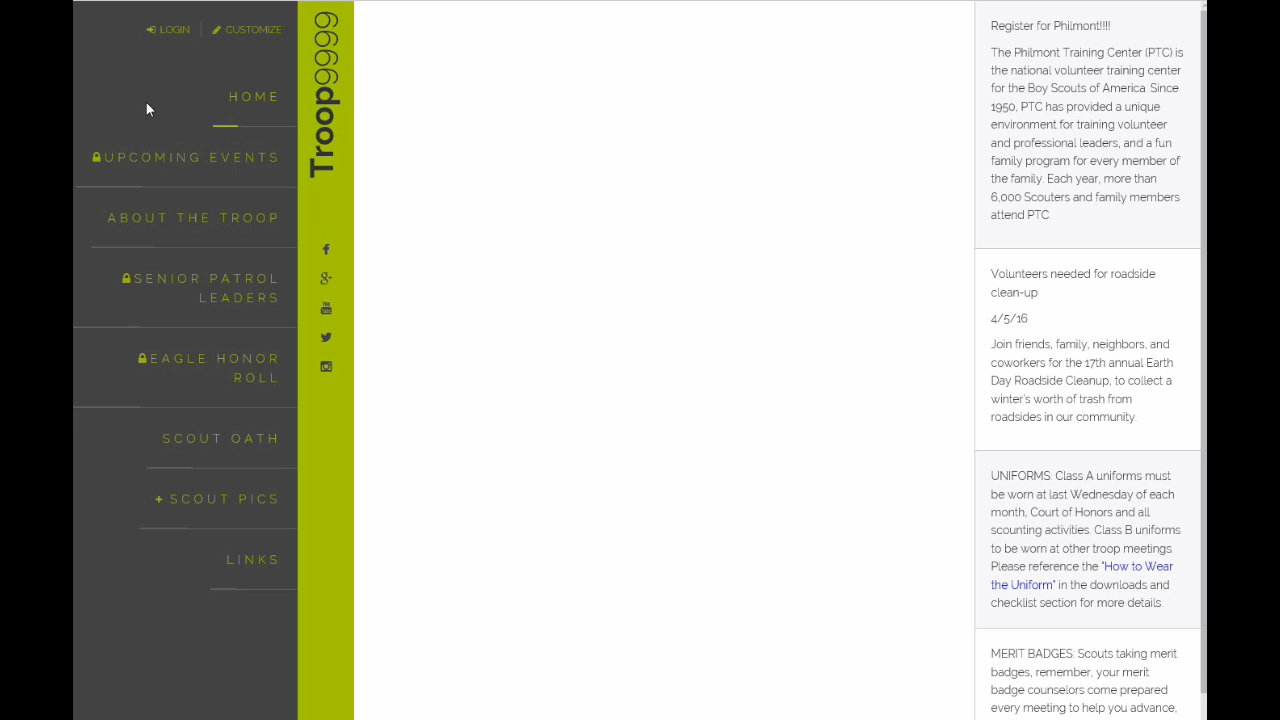 LOGIN
CUSTOMIZE
HOME
UPCOMING EVENTS
ABOUT THE TROOP
SENIOR PATROL
LEADERS
EAGLE HONOR
ROLL
SCOUT OATH
+ SCOUT PICS
LINKS
Troop9999
Register for Philmont!!!!
The Philmont Training Center (PTC) is
the national volunteer training center
for the Boy Scouts of America. Since
1950, PTC has provided a unique
environment for training volunteer
and professional leaders, and a fun
family program for every member of
the family. Each year, more than
6,000 Scouters and family members
attend PTC.
Volunteers needed for roadside
clean-up
4/5/16
Join friends, family, neighbors, and
coworkers for the 17th annual Earth
Day Roadside Cleanup, to collect a
winter's worth of trash from
roadsides in our community.
UNIFORMS: Class A uniforms must
be worn at last Wednesday of each
month, Court of Honors and all
scounting activities. Class B uniforms
to be worn at other troop meetings.
Please reference the "How to Wear
the Uniform" in the downloads and
checklist section for more details.
MERIT BADGES: Scouts taking merit
badges, remember, your merit
badge counselors come prepared
every meeting to help you advance,